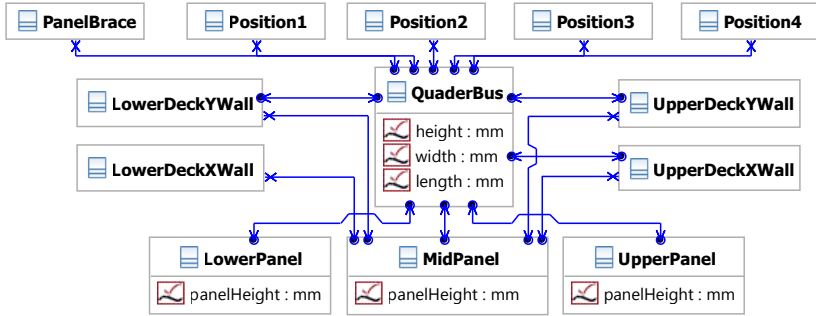 PanelBrace
Position1
Position2
Position3
Position4
QuaderBus
height : mm
width : mm
length : mm
LowerDeckYWall
UpperDeckYWall
LowerDeckXWall
UpperDeckXWall
LowerPanel
panelHeight : mm
MidPanel
panelHeight : mm
UpperPanel
panelHeight : mm